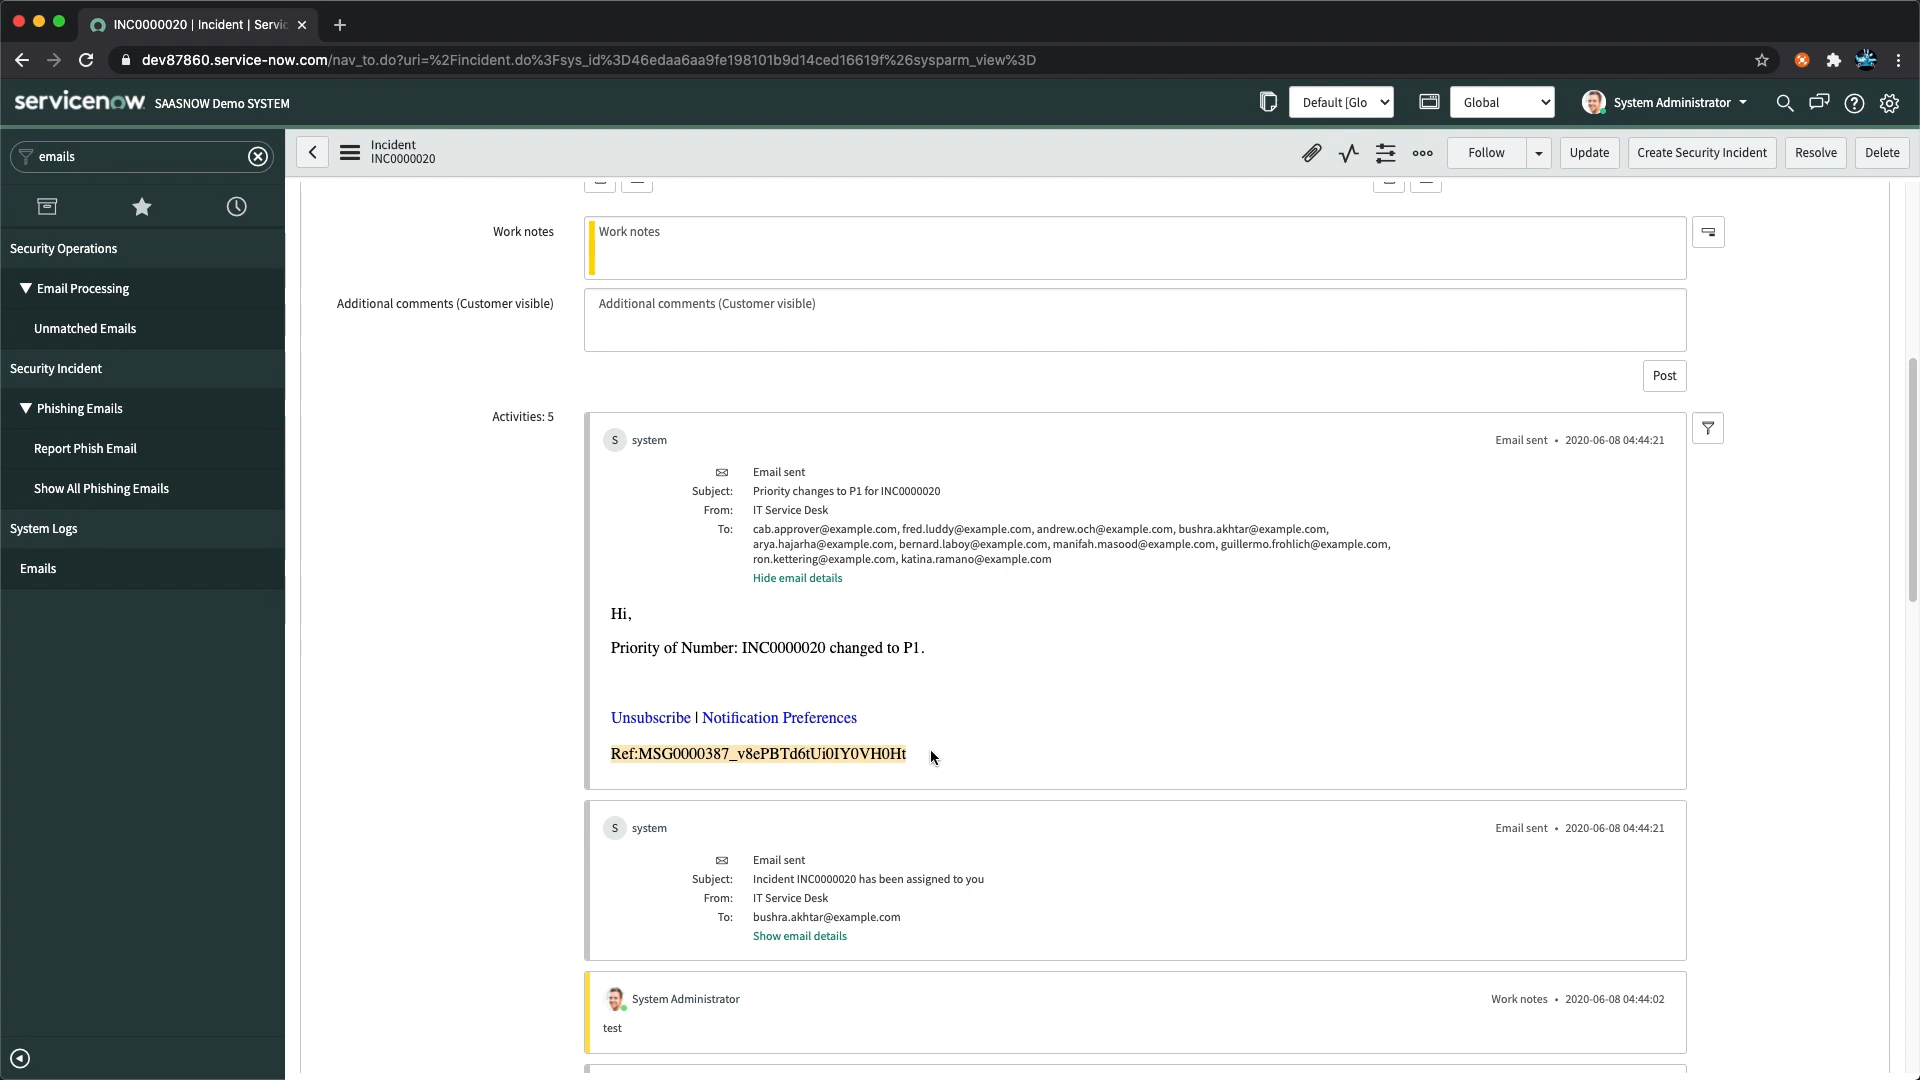 INC0000020 | Incident | Servic
dev87860.service-now.com/nav_to.do?uri=%2Fincident.do%3Fsys_id%3D46edaa6aa9fe198101b9d14ced16619f%26sysparm_view%3D
servicenow SAASNOW Demo SYSTEM
Default [Glo
Global
System Administrator
emails
Incident
INC0000020
Follow
Update
Create Security Incident
Resolve
Delete
Security Operations
Email Processing
Unmatched Emails
Security Incident
Phishing Emails
Report Phish Email
Show All Phishing Emails
System Logs
Emails
Work notes
Work notes
Additional comments (Customer visible)
Additional comments (Customer visible)
Post
Activities: 5
S system
Email sent • 2020-06-08 04:44:21
Email sent
Subject: Priority changes to P1 for INC0000020
From: IT Service Desk
To: cab.approver@example.com, fred.luddy@example.com, andrew.och@example.com, bushra.akhtar@example.com,
arya.hajarha@example.com, bernard.laboy@example.com, manifah.masood@example.com, guillermo.frohlich@example.com,
ron.kettering@example.com, katina.ramano@example.com
Hide email details
Hi,
Priority of Number: INC0000020 changed to P1.
Unsubscribe | Notification Preferences
Ref:MSG0000387_v8ePBTd6tUi0IY0VH0Ht
S system
Email sent • 2020-06-08 04:44:21
Email sent
Subject: Incident INC0000020 has been assigned to you
From: IT Service Desk
To: bushra.akhtar@example.com
Show email details
System Administrator
Work notes • 2020-06-08 04:44:02
test